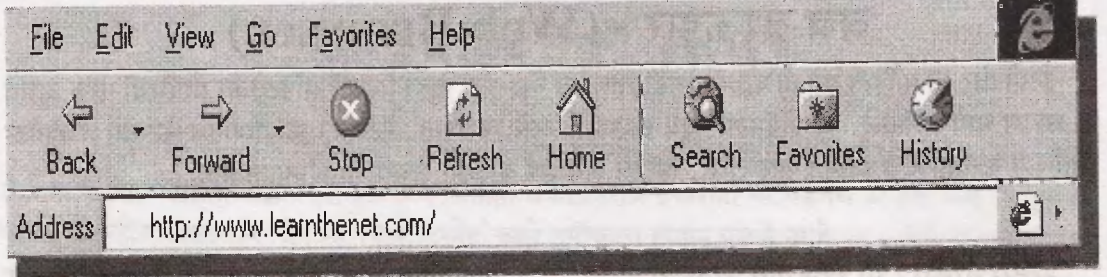 File Edit View Go Favorites Help
Back Forward Stop Refresh Home Search Favorites History
Address http://www.learnthenet.com/